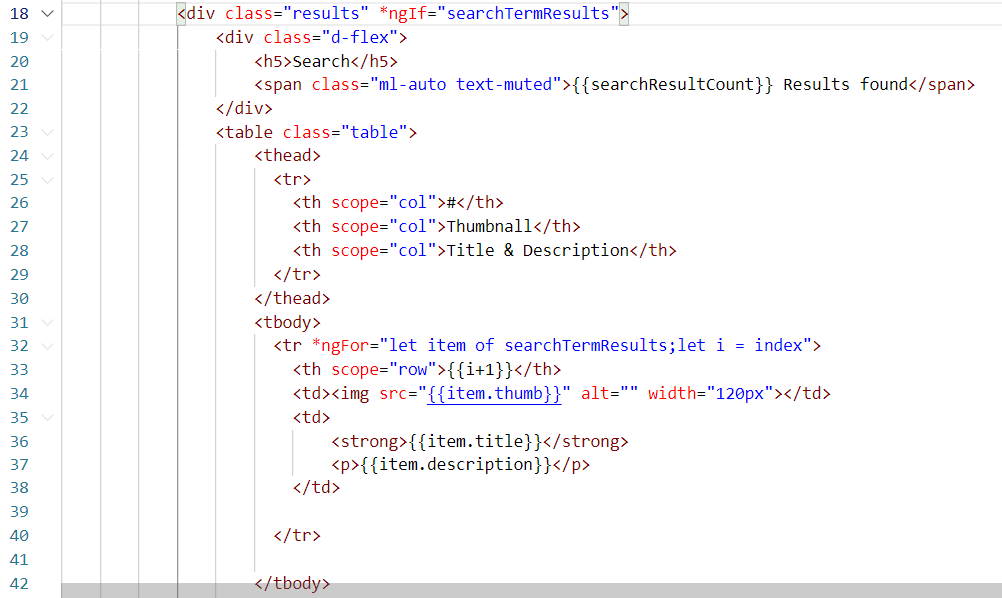 18 <div class="results" *ngIf="searchTermResults">
19 <div class="d-flex">
20 <h5>Search</h5>
21 <span class="ml-auto text-muted">{{searchResultCount}} Results found</span>
22 </div>
23 <table class="table">
24 <thead>
25 <tr>
26 <th scope="col">#</th>
27 <th scope="col">Thumbnall</th>
28 <th scope="col">Title & Description</th>
29 </tr>
30 </thead>
31 <tbody>
32 <tr *ngFor="let item of searchTermResults;let i = index">
33 <th scope="row">{{i+1}}</th>
34 <td><img src="{{item.thumb}}" alt="" width="120px"></td>
35 <td>
36 <strong>{{item.title}}</strong>
37 <p>{{item.description}}</p>
38 </td>
39
40 </tr>
41
42 </tbody>